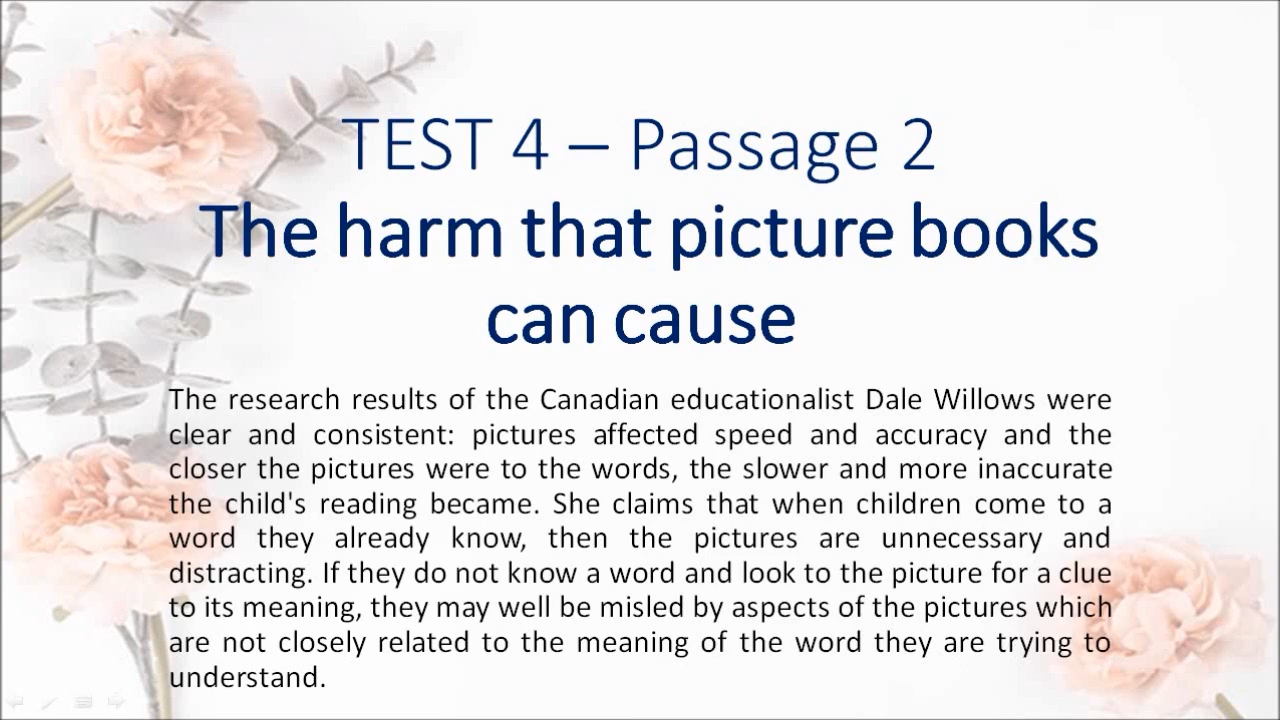 TEST 4 – Passage 2
The harm that picture books
can cause
The research results of the Canadian educationalist Dale Willows were
clear and consistent: pictures affected speed and accuracy and the
closer the pictures were to the words, the slower and more inaccurate
the child's reading became. She claims that when children come to a
word they already know, then the pictures are unnecessary and
distracting. If they do not know a word and look to the picture for a clue
to its meaning, they may well be misled by aspects of the pictures which
are not closely related to the meaning of the word they are trying to
understand.